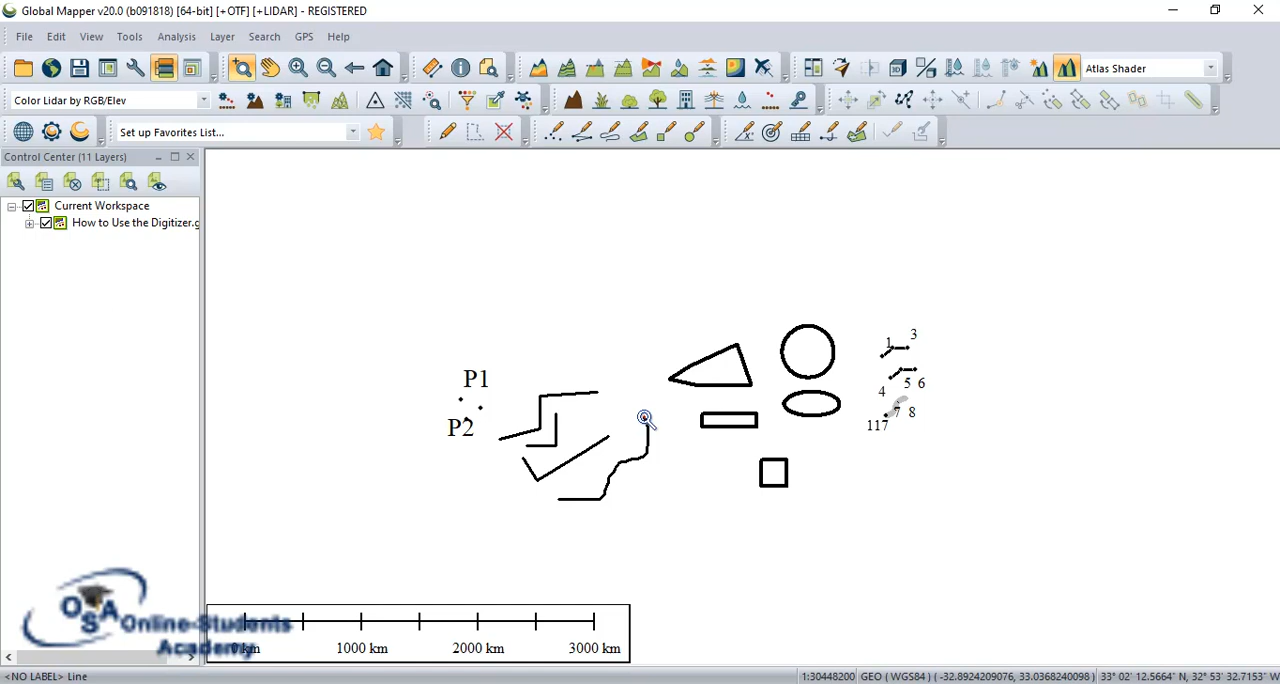 Global Mapper v20.0 (b091818) [64-bit] [+OTF] [+LIDAR] - REGISTERED
File Edit View Tools Analysis Layer Search GPS Help
Atlas Shader
Color Lidar by RGB/Elev
Set up Favorites List...
Control Center (11 Layers)
Current Workspace
How to Use the Digitizer.g
P1
P2
1 3
4 5 6
7 8
117
OSA Online-Students
Academy
0 km 1000 km 2000 km 3000 km
<NO LABEL> Line
1:30448200 GEO ( WGS84 ) ( -32.8924209076, 33.0368240098 ) 33° 02' 12.5664" N, 32° 53' 32.7153" W